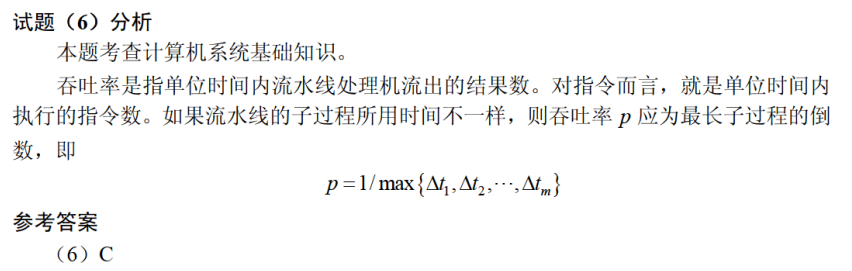 试题（6）分析
本题考查计算机系统基础知识。
吞吐率是指单位时间内流水线处理机流出的结果数。对指令而言，就是单位时间内
执行的指令数。如果流水线的子过程所用时间不一样，则吞吐率 p 应为最长子过程的倒
数，即
p = 1/ max{Δt₁, Δt₂, ⋯, Δtₘ}
参考答案
（6）C